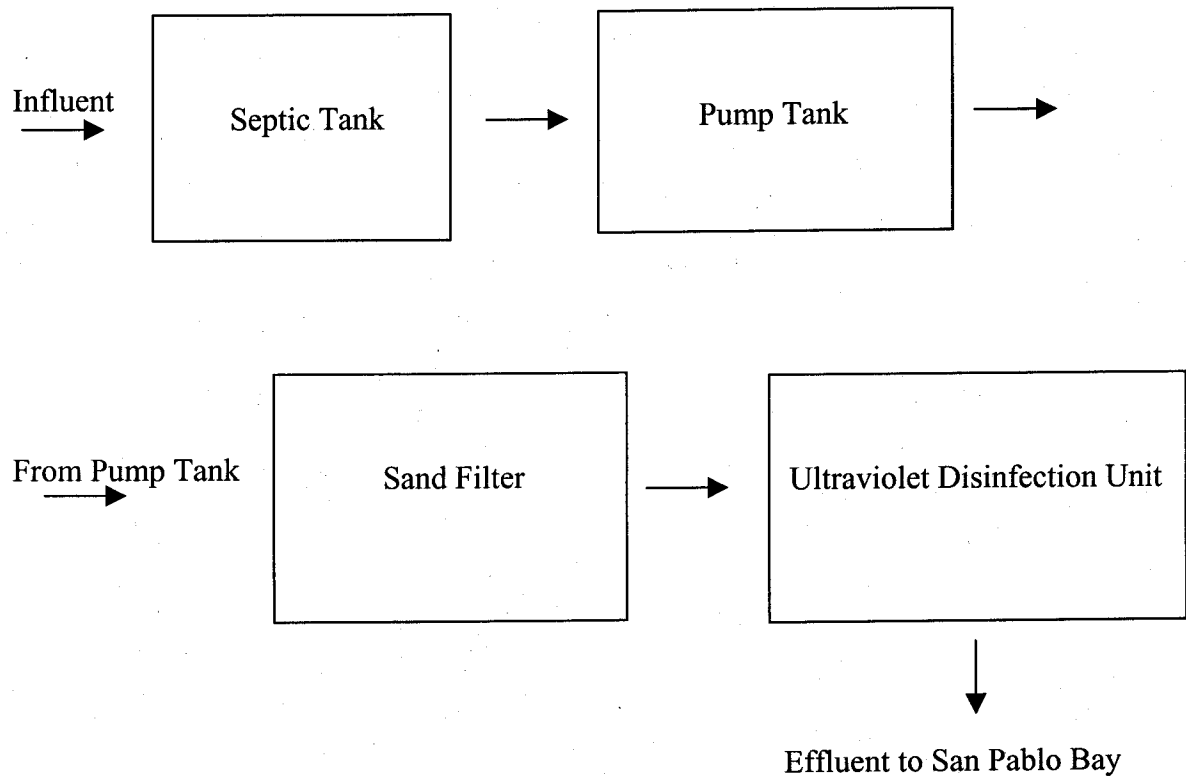 Influent
Septic Tank
Pump Tank
From Pump Tank
Sand Filter
Ultraviolet Disinfection Unit
Effluent to San Pablo Bay